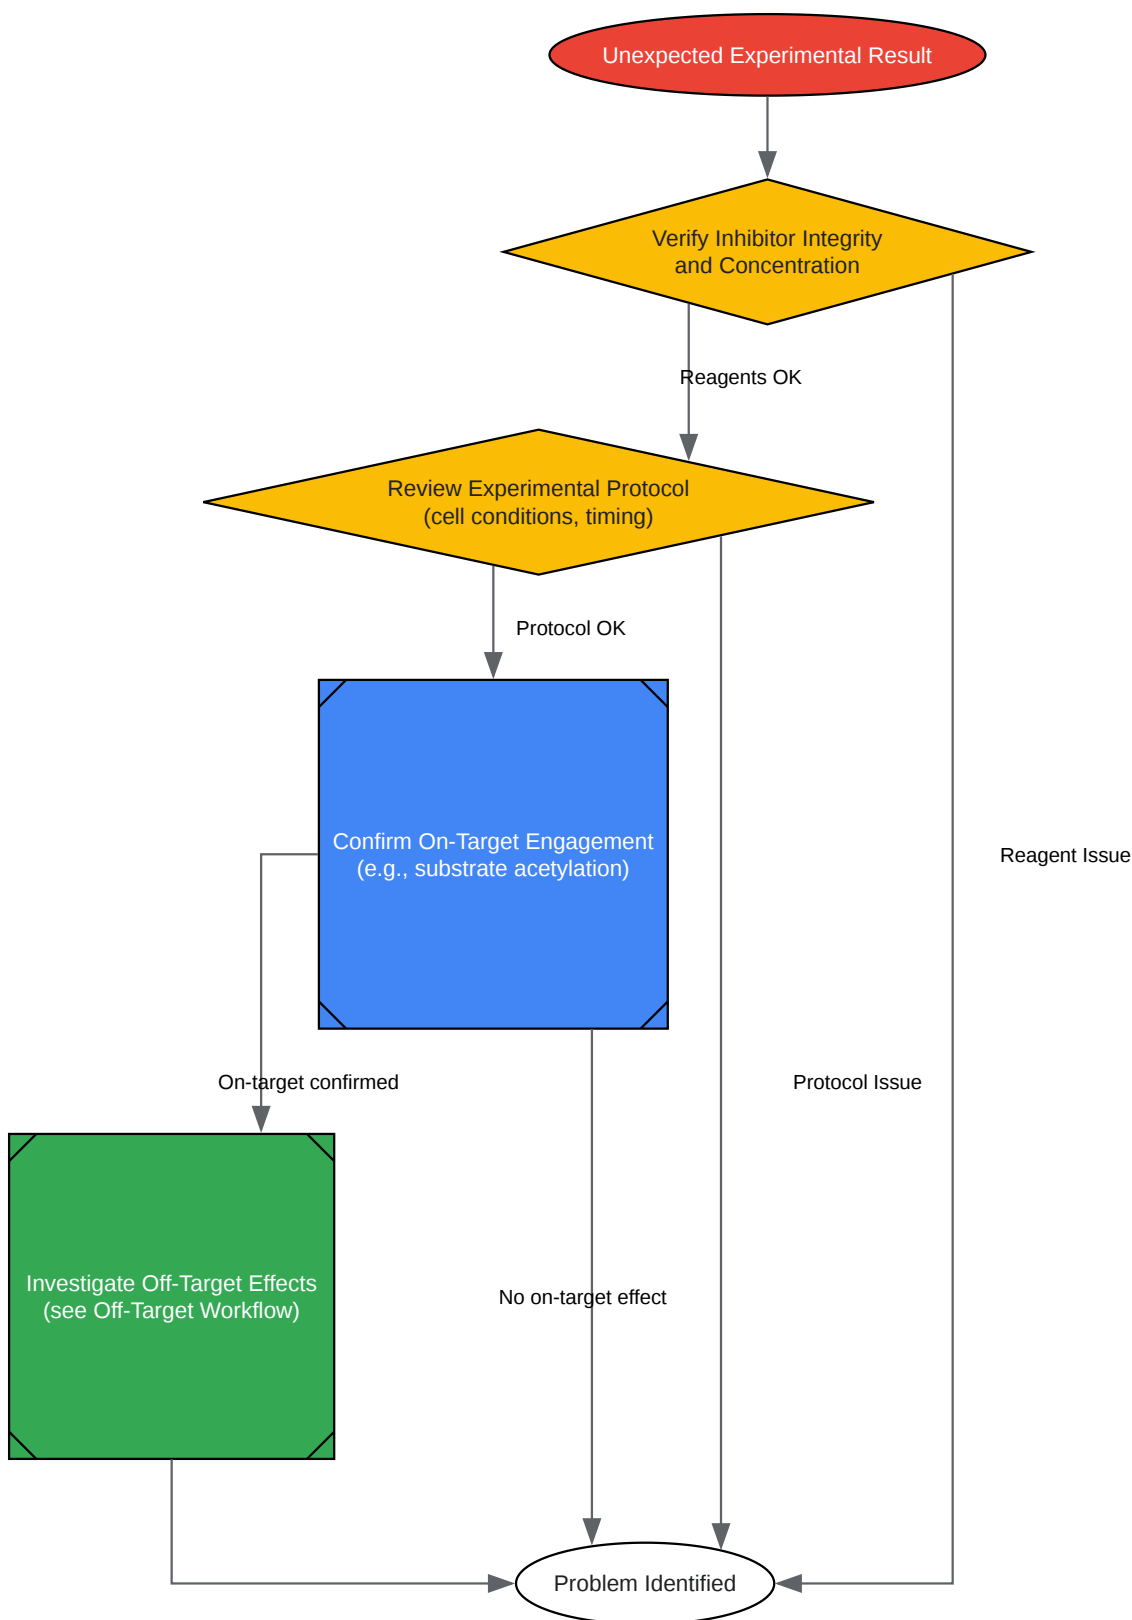 Unexpected Experimental Result
Verify Inhibitor Integrity
and Concentration
Reagents OK
Review Experimental Protocol
(cell conditions, timing)
Protocol OK
Confirm On-Target Engagement
(e.g., substrate acetylation)
Reagent Issue
On-target confirmed
Protocol Issue
Investigate Off-Target Effects
(see Off-Target Workflow)
No on-target effect
Problem Identified